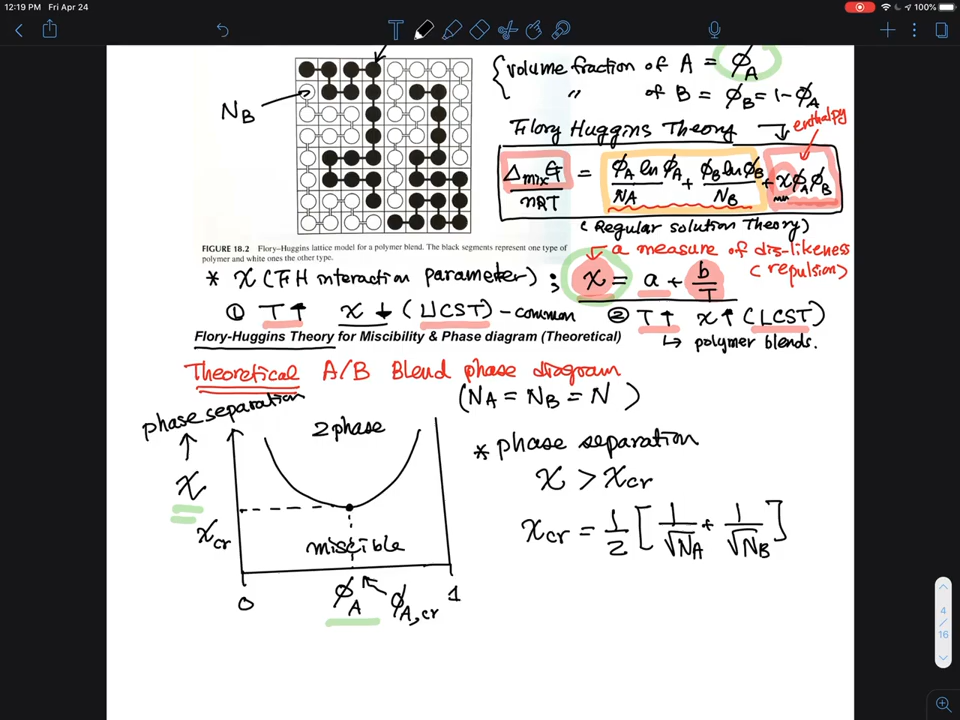 12:19 PM Fri Apr 24
100%
N_B
{ volume fraction of A = ϕ_A
〃 of B = ϕ_B = 1-ϕ_A
Flory Huggins Theory
enthalpy
Δ_mix G / nRT = ϕ_A ln ϕ_A / N_A + ϕ_B ln ϕ_B / N_B + χ ϕ_A ϕ_B
(Regular solution Theory)
FIGURE 18.2 Flory-Huggins lattice model for a polymer blend. The black segments represent one type of
polymer and white ones the other type.
a measure of dis-likeness
(repulsion)
* χ (FH interaction parameter) ; χ = a + b/T
① T↑ χ ↓ (UCST) - common
② T↑ χ↑ (LCST)
↳ polymer blends.
Flory-Huggins Theory for Miscibility & Phase diagram (Theoretical)
Theoretical A/B Blend phase diagram
(N_A = N_B = N )
phase separation
↑
χ
χcr
2 phase
miscible
0
ϕ_A
ϕ_A,cr
1
* phase separation
χ > χcr
χcr = 1/2 [ 1/√N_A + 1/√N_B ]
4
/
16